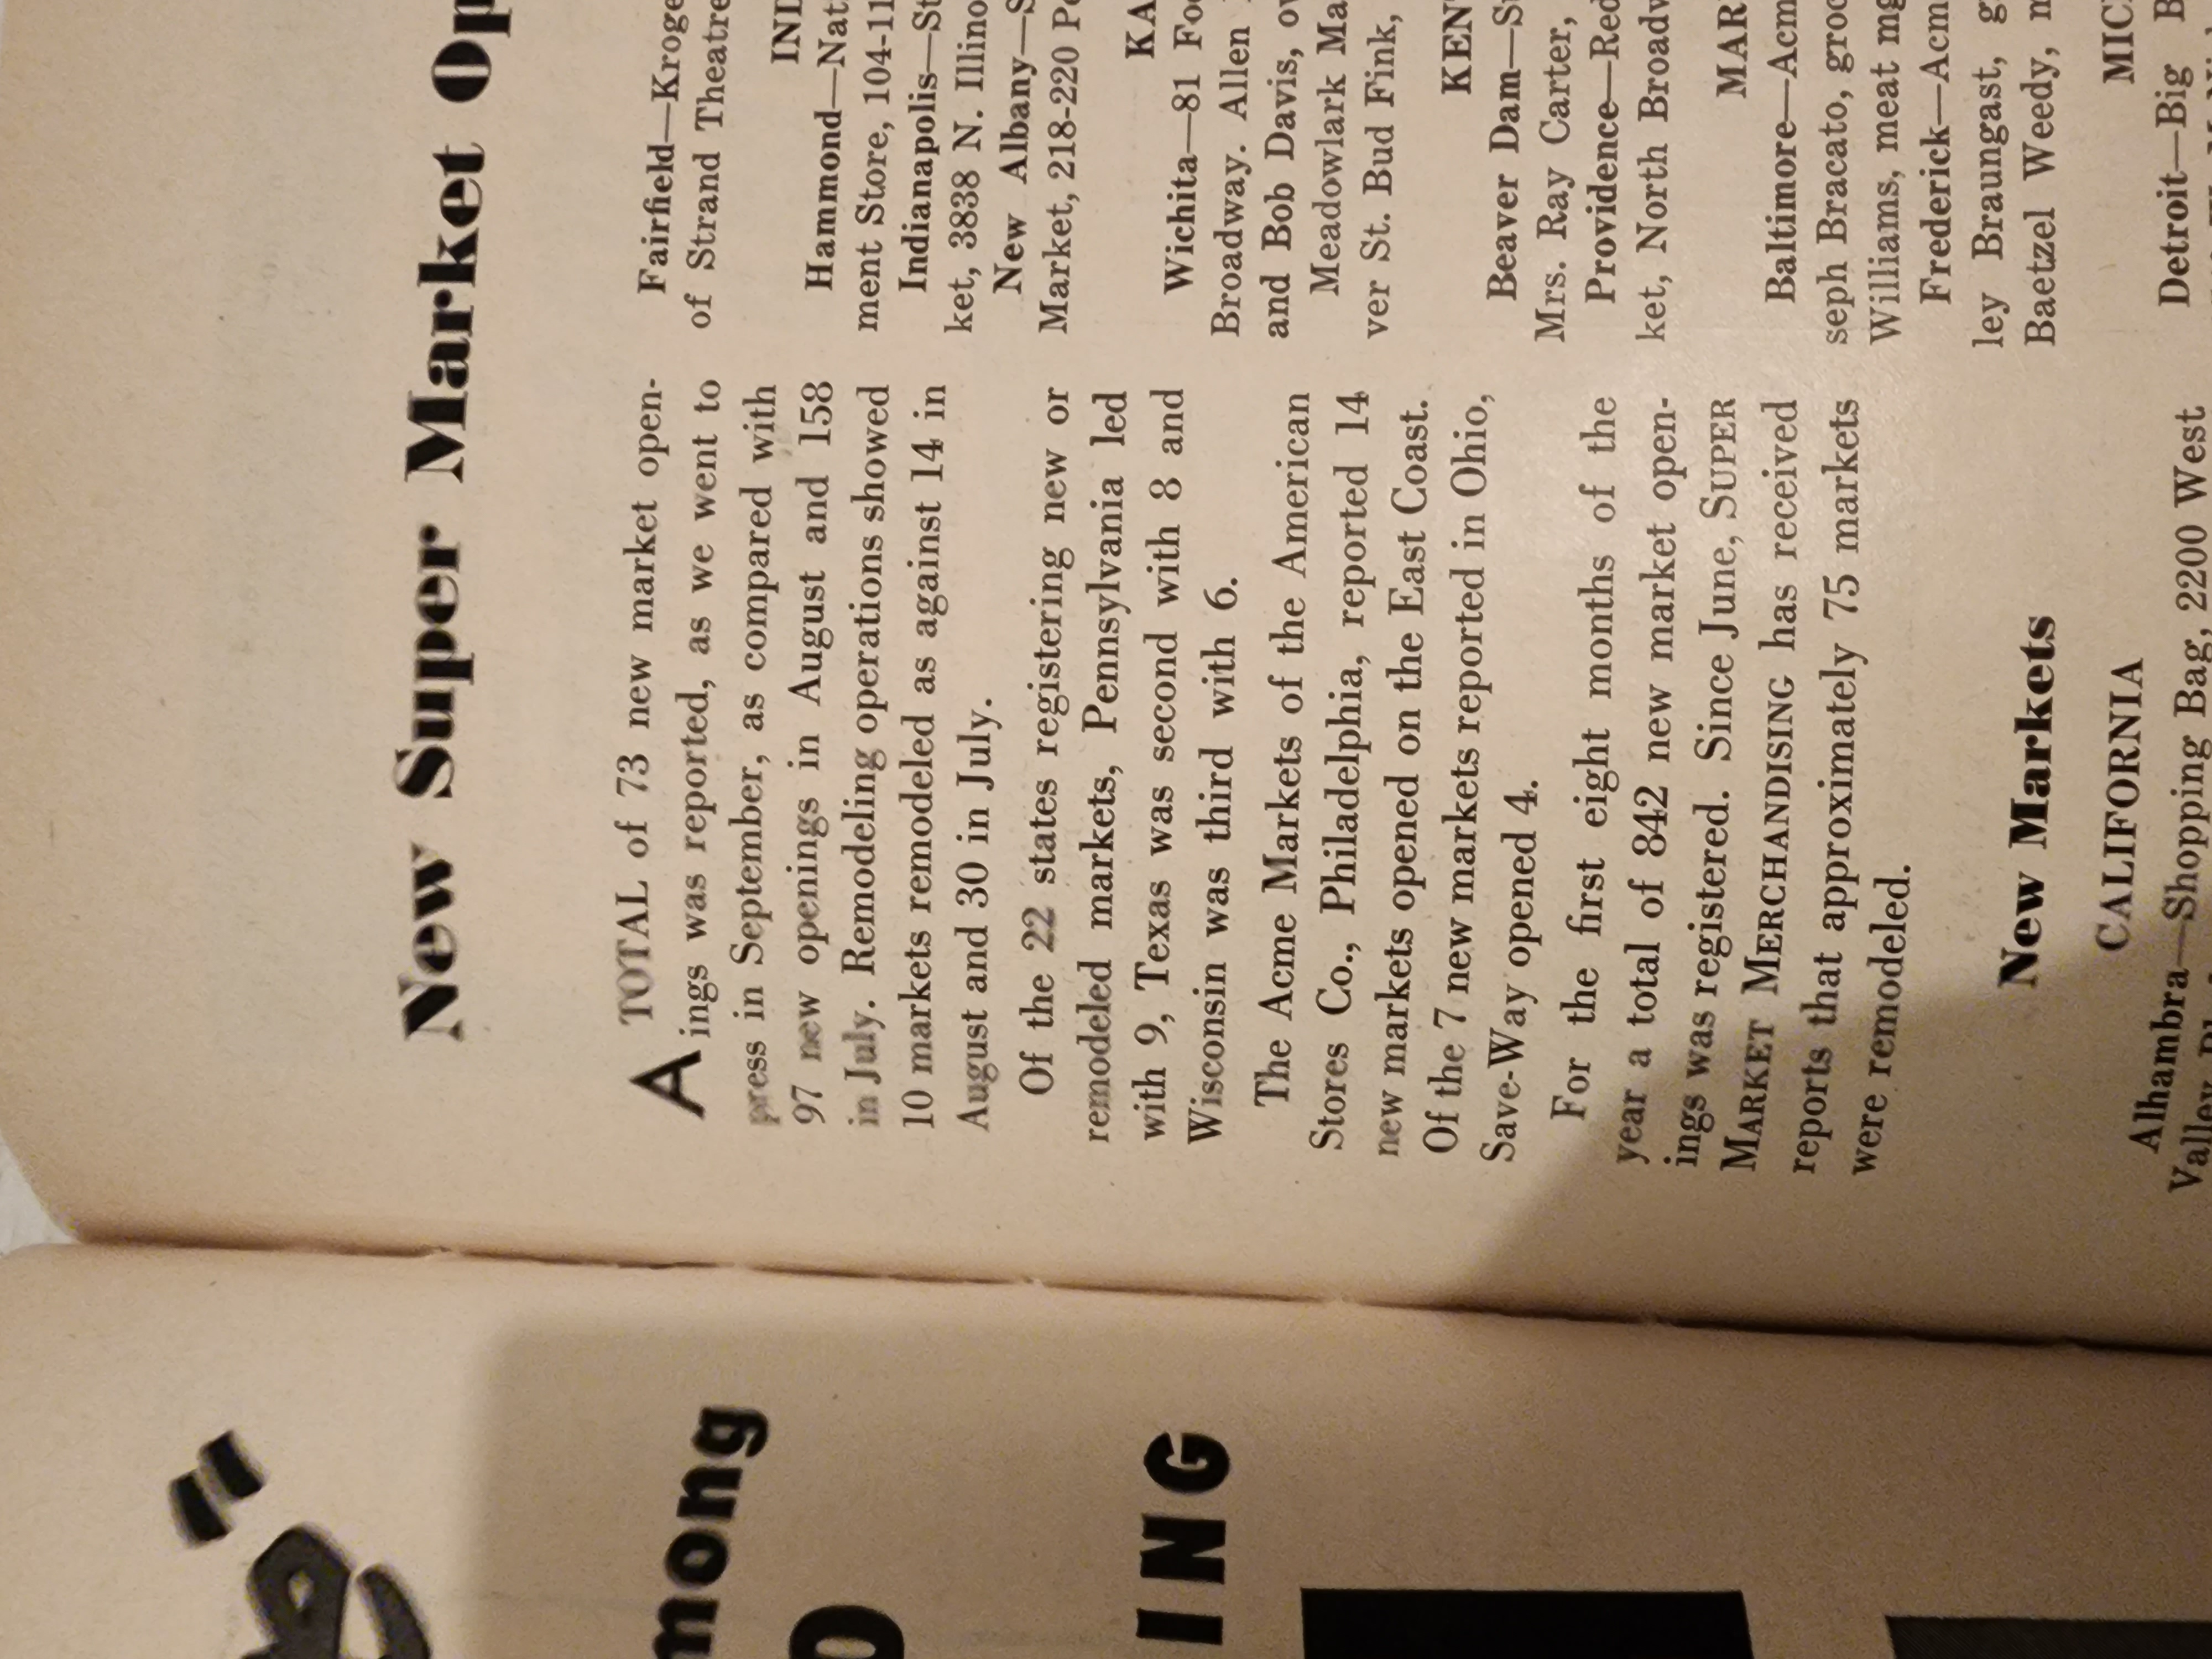 New Super Market Op
A TOTAL of 73 new market open-
ings was reported, as we went to
press in September, as compared with
97 new openings in August and 158
in July. Remodeling operations showed
10 markets remodeled as against 14 in
August and 30 in July.
Of the 22 states registering new or
remodeled markets, Pennsylvania led
with 9, Texas was second with 8 and
Wisconsin was third with 6.
The Acme Markets of the American
Stores Co., Philadelphia, reported 14
new markets opened on the East Coast.
Of the 7 new markets reported in Ohio,
Save-Way opened 4.
For the first eight months of the
year a total of 842 new market open-
ings was registered. Since June, SUPER
MARKET MERCHANDISING has received
reports that approximately 75 markets
were remodeled.
New Markets
CALIFORNIA
Alhambra—Shopping Bag, 2200 West
Valley
Fairfield—Kroge
of Strand Theatre
IND
Hammond—Nat
ment Store, 104-11
Indianapolis—St
ket, 3838 N. Illino
New Albany—S
Market, 218-220 Pe
KA
Wichita—81 Foo
Broadway. Allen
and Bob Davis, ov
Meadowlark Ma
ver St. Bud Fink,
KEN
Beaver Dam—Su
Mrs. Ray Carter,
Providence—Red
ket, North Broadw
MAR
Baltimore—Acm
seph Bracato, groc
Williams, meat mg
Frederick—Acm
ley Braungast, g
Baetzel Weedy, m
MIC
Detroit—Big B
mong
ING